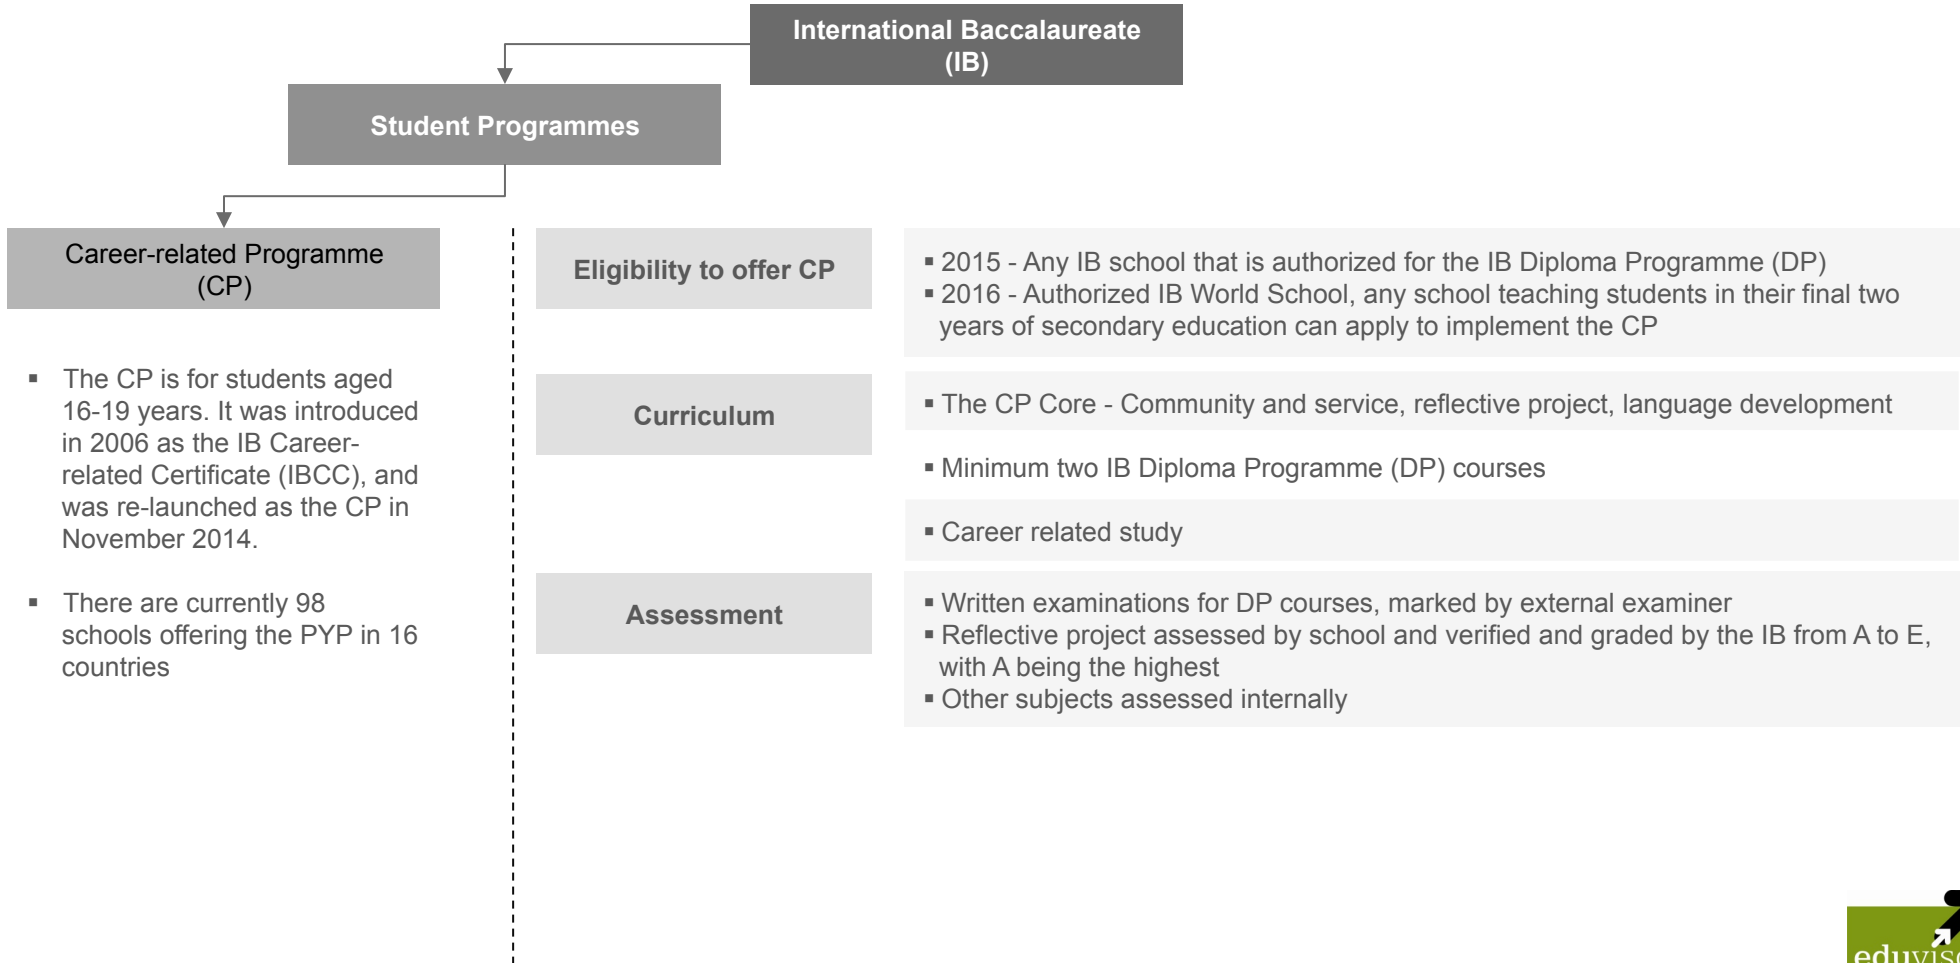 International Baccalaureate
(IB)
Student Programmes
Career-related Programme
(CP)
▪ The CP is for students aged
16-19 years. It was introduced
in 2006 as the IB Career-
related Certificate (IBCC), and
was re-launched as the CP in
November 2014.
▪ There are currently 98
schools offering the PYP in 16
countries
Eligibility to offer CP
▪ 2015 - Any IB school that is authorized for the IB Diploma Programme (DP)
▪ 2016 - Authorized IB World School, any school teaching students in their final two
years of secondary education can apply to implement the CP
Curriculum
▪ The CP Core - Community and service, reflective project, language development
▪ Minimum two IB Diploma Programme (DP) courses
▪ Career related study
Assessment
▪ Written examinations for DP courses, marked by external examiner
▪ Reflective project assessed by school and verified and graded by the IB from A to E,
with A being the highest
▪ Other subjects assessed internally